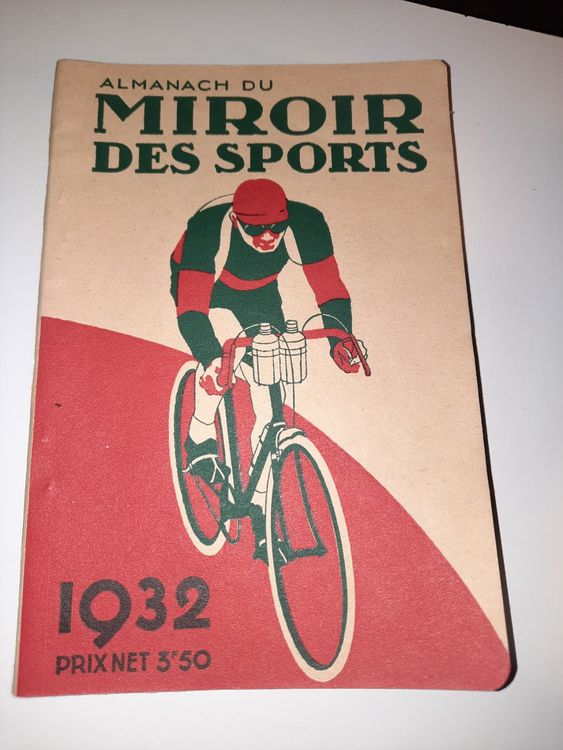 ALMANACH DU
MIROIR
DES SPORTS
1932
PRIX NET 3F50